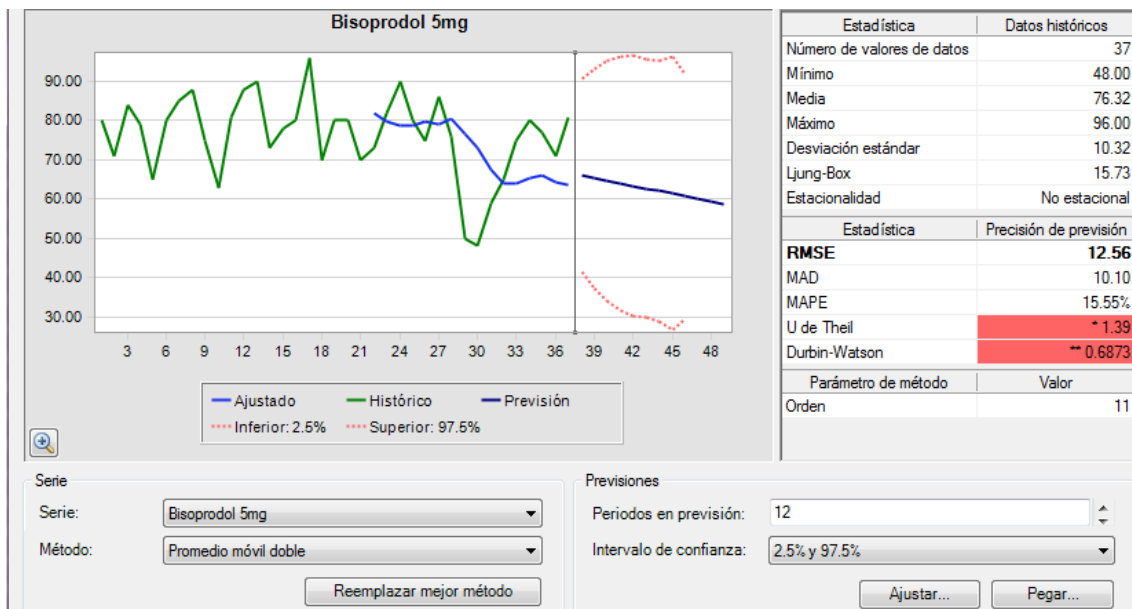 Bisoprodol 5mg
90.00
80.00
70.00
60.00
50.00
40.00
30.00
3 6 9 12 15 18 21 24 27 30 33 36 39 42 45 48
Ajustado Histórico Previsión
Inferior: 2.5% Superior: 97.5%
Estadística Datos históricos
Número de valores de datos 37
Mínimo 48.00
Media 76.32
Máximo 96.00
Desviación estándar 10.32
Ljung-Box 15.73
Estacionalidad No estacional
Estadística Precisión de previsión
RMSE 12.56
MAD 10.10
MAPE 15.55%
U de Theil * 1.39
Durbin-Watson ** 0.6873
Parámetro de método Valor
Orden 11
Serie
Serie: Bisoprodol 5mg
Método: Promedio móvil doble
Reemplazar mejor método
Previsiones
Periodos en previsión: 12
Intervalo de confianza: 2.5% y 97.5%
Ajustar... Pegar...